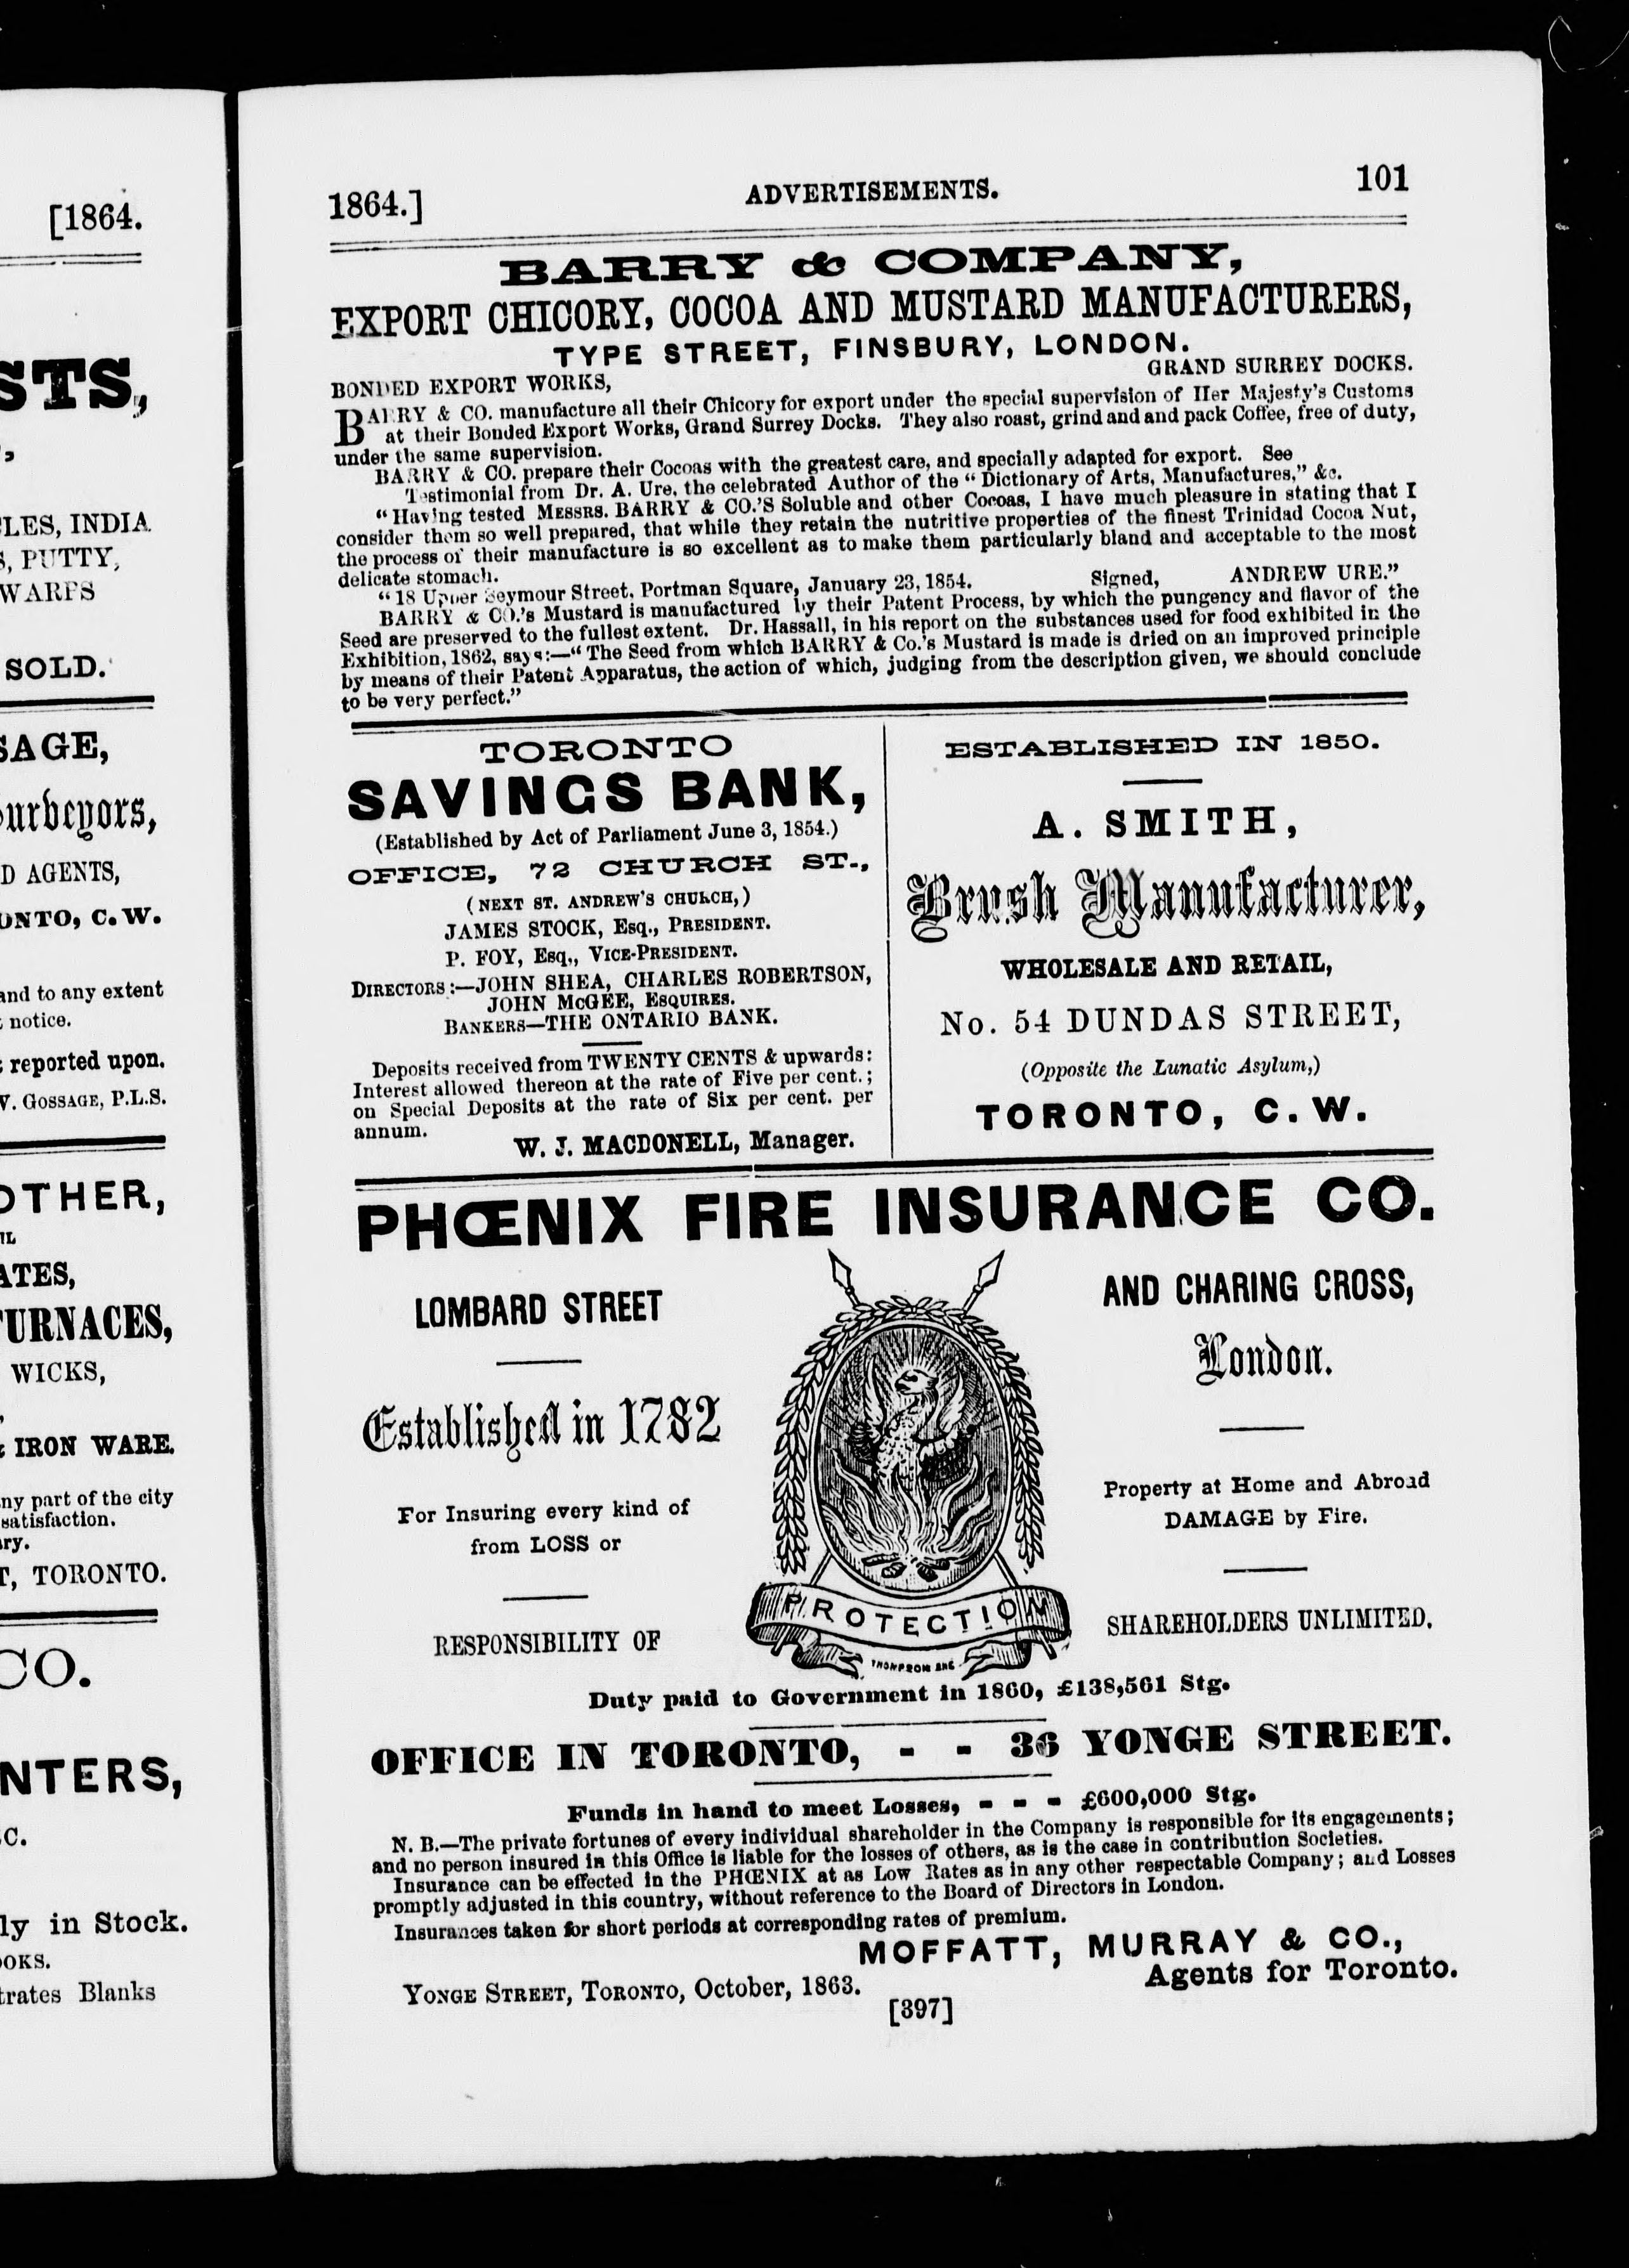 [1864.
STS,
LES, INDIA
S, PUTTY,
WARFS
SOLD.
SAGE,
urveyors,
D AGENTS,
ONTO, C.W.
and to any extent
notice.
reported upon.
W. GOSSAGE, P.L.S.
OTHER,
ATES,
FURNACES,
WICKS,
& IRON WARE.
ny part of the city
satisfaction.
T, TORONTO.
CO.
NTERS,
ly in Stock.
OOKS.
trates Blanks
1864.] ADVERTISEMENTS. 101
BARRY & COMPANY,
EXPORT CHICORY, COCOA AND MUSTARD MANUFACTURERS,
TYPE STREET, FINSBURY, LONDON.
BONDED EXPORT WORKS, GRAND SURREY DOCKS.
BARRY & CO. manufacture all their Chicory for export under the special supervision of Her Majesty's Customs
at their Bonded Export Works, Grand Surrey Docks. They also roast, grind and and pack Coffee, free of duty,
under the same supervision.
BARRY & CO. prepare their Cocoas with the greatest care, and specially adapted for export. See
Testimonial from Dr. A. Ure, the celebrated Author of the "Dictionary of Arts, Manufactures," &c.
"Having tested MESSRS. BARRY & CO.'S Soluble and other Cocoas, I have much pleasure in stating that I
consider them so well prepared, that while they retain the nutritive properties of the finest Trinidad Cocoa Nut,
the process of their manufacture is so excellent as to make them particularly bland and acceptable to the most
delicate stomach. Signed, ANDREW URE."
"18 Upper Seymour Street, Portman Square, January 23, 1854.
BARRY & CO.'s Mustard is manufactured by their Patent Process, by which the pungency and flavor of the
Seed are preserved to the fullest extent. Dr. Hassall, in his report on the substances used for food exhibited in the
Exhibition, 1862, says:—"The Seed from which BARRY & Co.'s Mustard is made is dried on an improved principle
by means of their Patent Apparatus, the action of which, judging from the description given, we should conclude
to be very perfect."
TORONTO
SAVINGS BANK,
(Established by Act of Parliament June 3, 1854.)
OFFICE, 72 CHURCH ST.,
(NEXT ST. ANDREW'S CHURCH,)
JAMES STOCK, Esq., PRESIDENT.
P. FOY, Esq., VICE-PRESIDENT.
DIRECTORS:—JOHN SHEA, CHARLES ROBERTSON,
JOHN McGEE, ESQUIRES.
BANKERS—THE ONTARIO BANK.
Deposits received from TWENTY CENTS & upwards:
Interest allowed thereon at the rate of Five per cent.;
on Special Deposits at the rate of Six per cent. per
annum.
W. J. MACDONELL, Manager.
ESTABLISHED IN 1850.
A. SMITH,
Brush Manufacturer,
WHOLESALE AND RETAIL,
No. 54 DUNDAS STREET,
(Opposite the Lunatic Asylum,)
TORONTO, C.W.
PHŒNIX FIRE INSURANCE CO.
LOMBARD STREET AND CHARING CROSS,
London.
Established in 1782
For Insuring every kind of Property at Home and Abroad
from LOSS or DAMAGE by Fire.
PROTECTION
RESPONSIBILITY OF SHAREHOLDERS UNLIMITED.
Duty paid to Government in 1860, £138,561 Stg.
OFFICE IN TORONTO, - - 36 YONGE STREET.
Funds in hand to meet Losses, - - - £600,000 Stg.
N. B.—The private fortunes of every individual shareholder in the Company is responsible for its engagements;
and no person insured in this Office is liable for the losses of others, as is the case in contribution Societies.
Insurance can be effected in the PHŒNIX at as Low Rates as in any other respectable Company; and Losses
promptly adjusted in this country, without reference to the Board of Directors in London.
Insurances taken for short periods at corresponding rates of premium.
MOFFATT, MURRAY & CO.,
Agents for Toronto.
YONGE STREET, TORONTO, October, 1863.
[397]